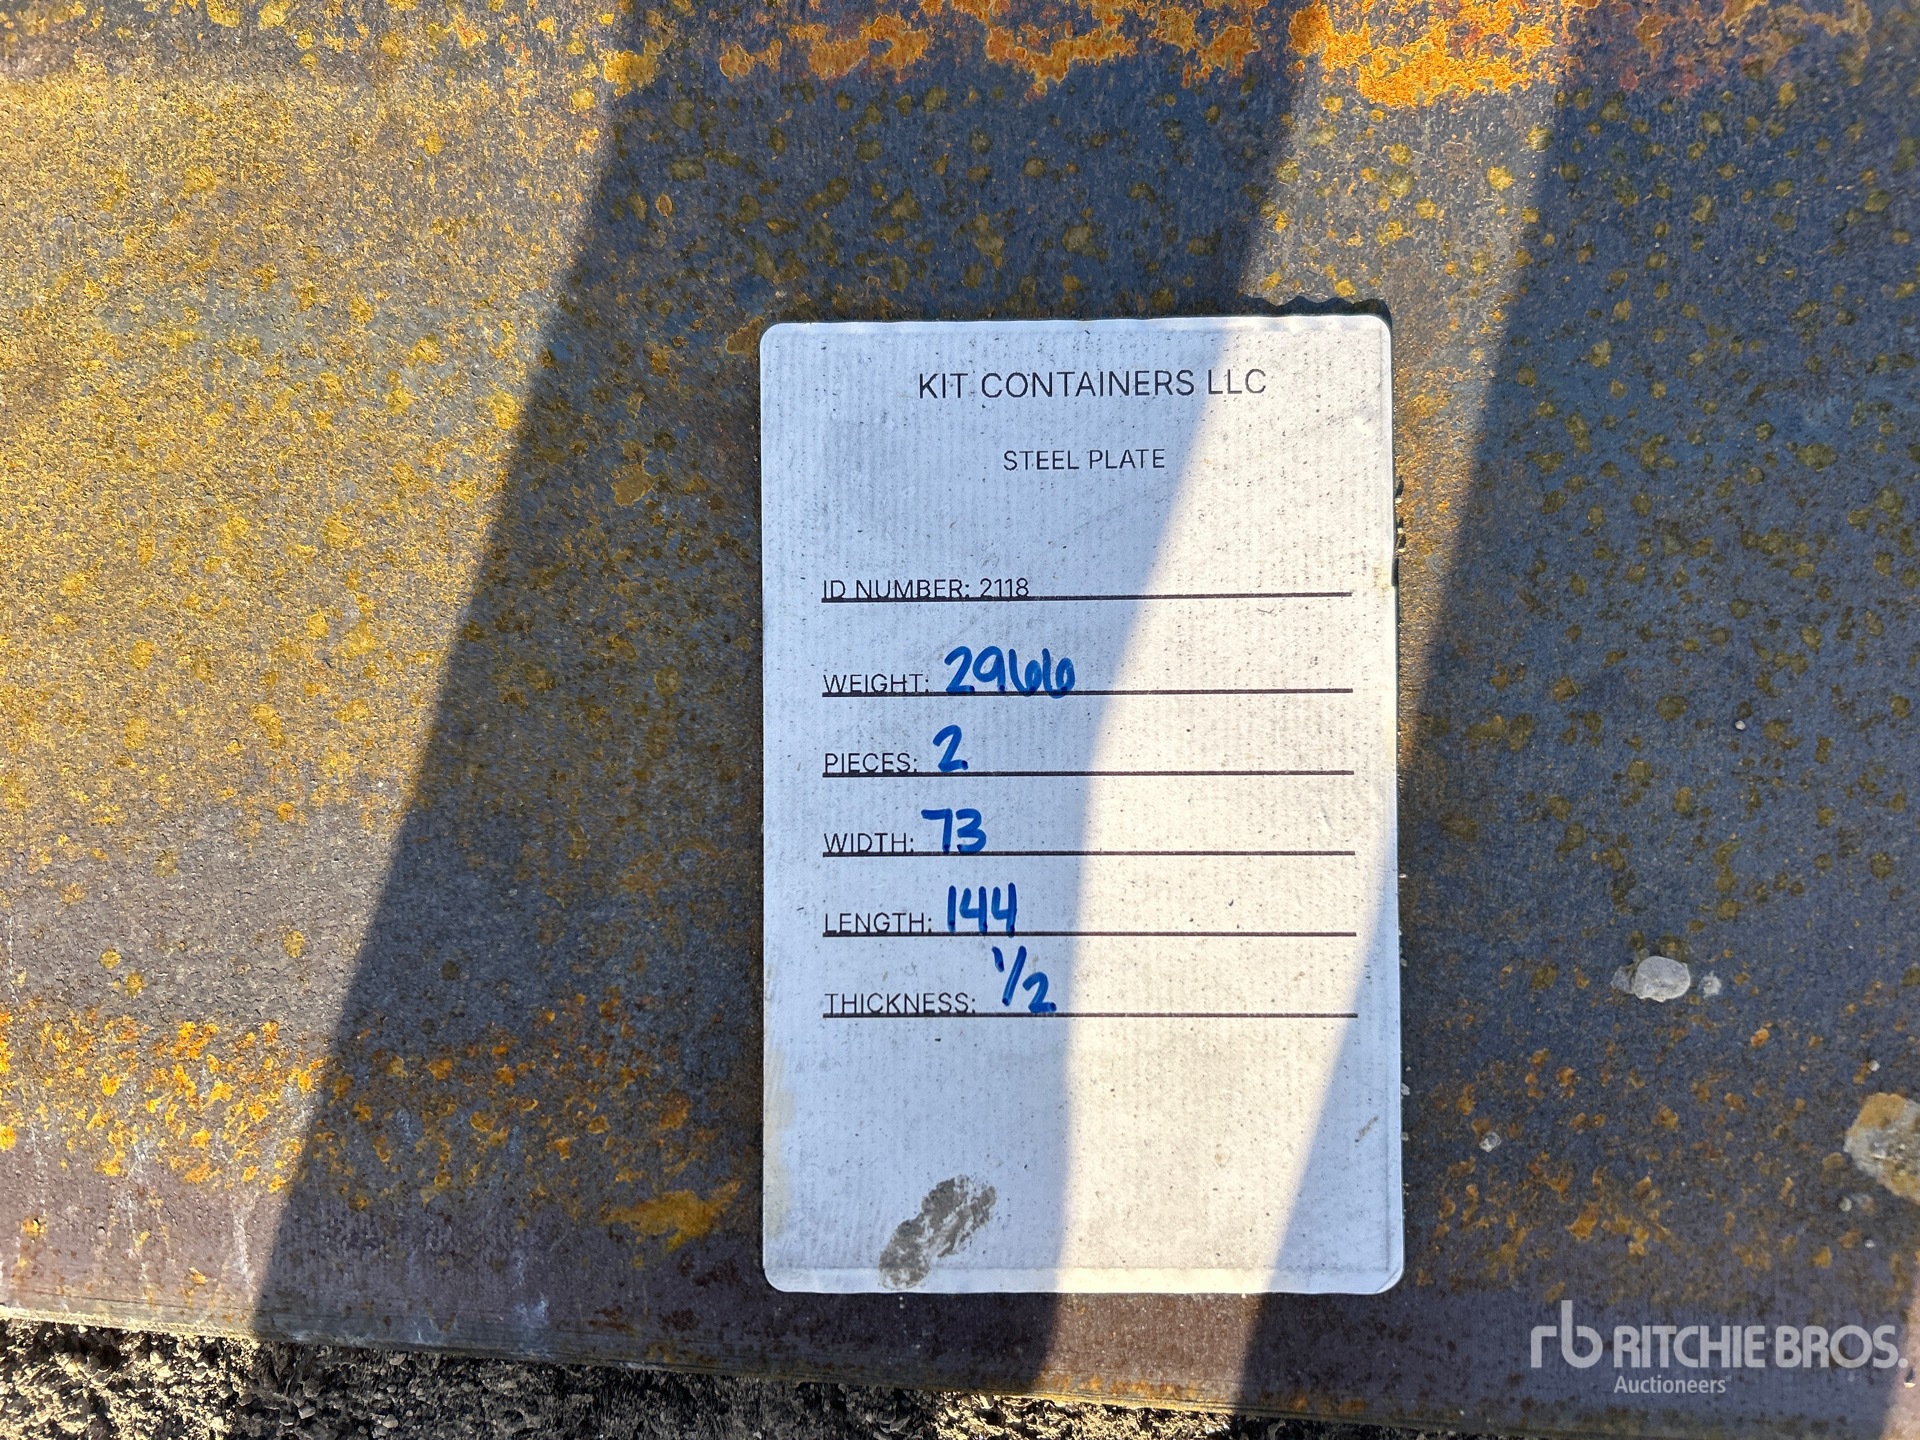 KIT CONTAINERS LLC
STEEL PLATE
ID NUMBER: 2118
WEIGHT: 2966
PIECES: 2
WIDTH: 73
LENGTH: 144
THICKNESS: 1/2
rb RITCHIE BROS.
Auctioneers